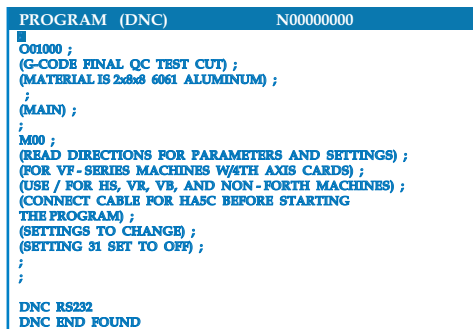 PROGRAM (DNC) N00000000
O01000 ;
(G-CODE FINAL QC TEST CUT) ;
(MATERIAL IS 2x8x8 6061 ALUMINUM) ;
;
(MAIN) ;
;
M00 ;
(READ DIRECTIONS FOR PARAMETERS AND SETTINGS) ;
(FOR VF - SERIES MACHINES W/4TH AXIS CARDS) ;
(USE / FOR HS, VR, VB, AND NON - FORTH MACHINES) ;
(CONNECT CABLE FOR HA5C BEFORE STARTING
THE PROGRAM) ;
(SETTINGS TO CHANGE) ;
(SETTING 31 SET TO OFF) ;
;
;
DNC RS232
DNC END FOUND